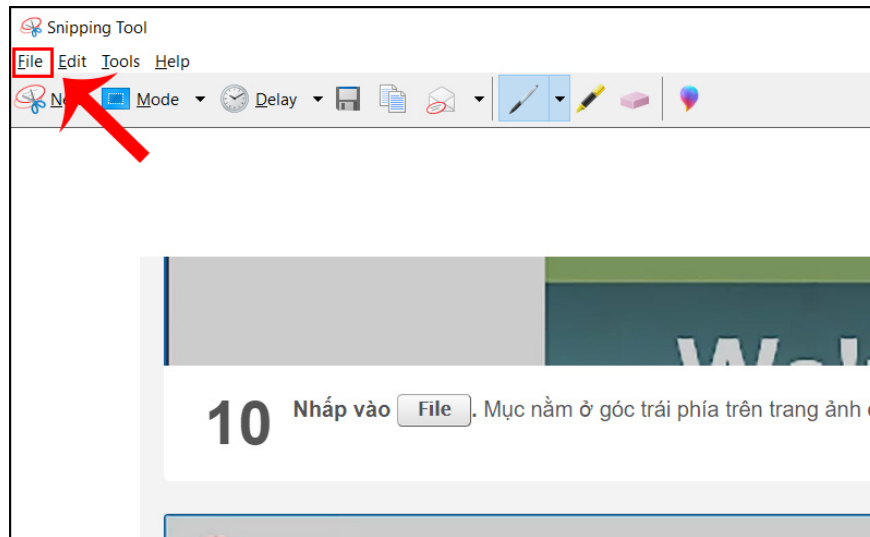 Snipping Tool
File Edit Tools Help
Mode Delay
10 Nhấp vào File. Mục nằm ở góc trái phía trên trang ảnh